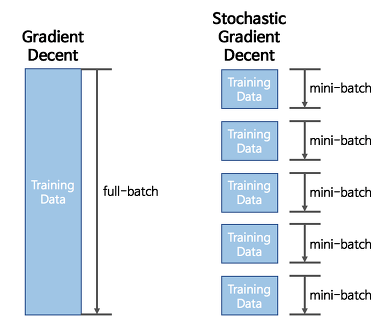 Gradient
Decent
Training
Data
full-batch
Stochastic
Gradient
Decent
Training
Data
mini-batch
Training
Data
mini-batch
Training
Data
mini-batch
Training
Data
mini-batch
Training
Data
mini-batch